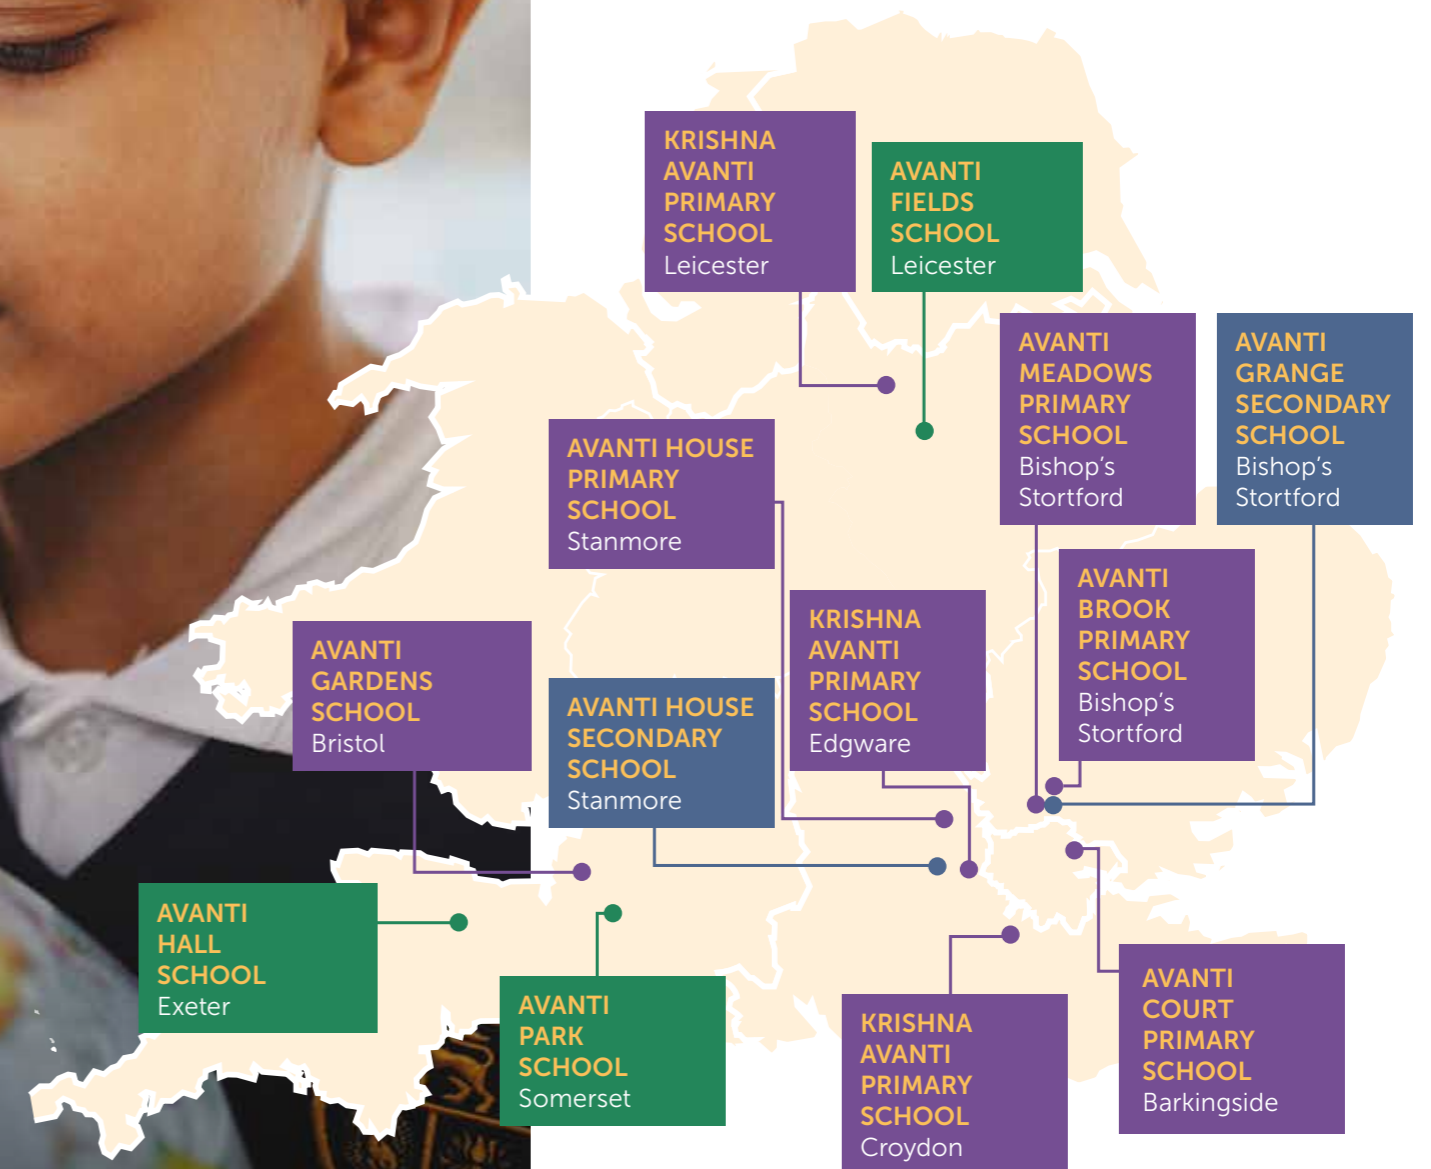 KRISHNA
AVANTI
PRIMARY
SCHOOL
Leicester
AVANTI
FIELDS
SCHOOL
Leicester
AVANTI
MEADOWS
PRIMARY
SCHOOL
Bishop's
Stortford
AVANTI
GRANGE
SECONDARY
SCHOOL
Bishop's
Stortford
AVANTI HOUSE
PRIMARY
SCHOOL
Stanmore
AVANTI
BROOK
PRIMARY
SCHOOL
Bishop's
Stortford
KRISHNA
AVANTI
PRIMARY
SCHOOL
Edgware
AVANTI
GARDENS
SCHOOL
Bristol
AVANTI HOUSE
SECONDARY
SCHOOL
Stanmore
AVANTI
HALL
SCHOOL
Exeter
AVANTI
PARK
SCHOOL
Somerset
KRISHNA
AVANTI
PRIMARY
SCHOOL
Croydon
AVANTI
COURT
PRIMARY
SCHOOL
Barkingside